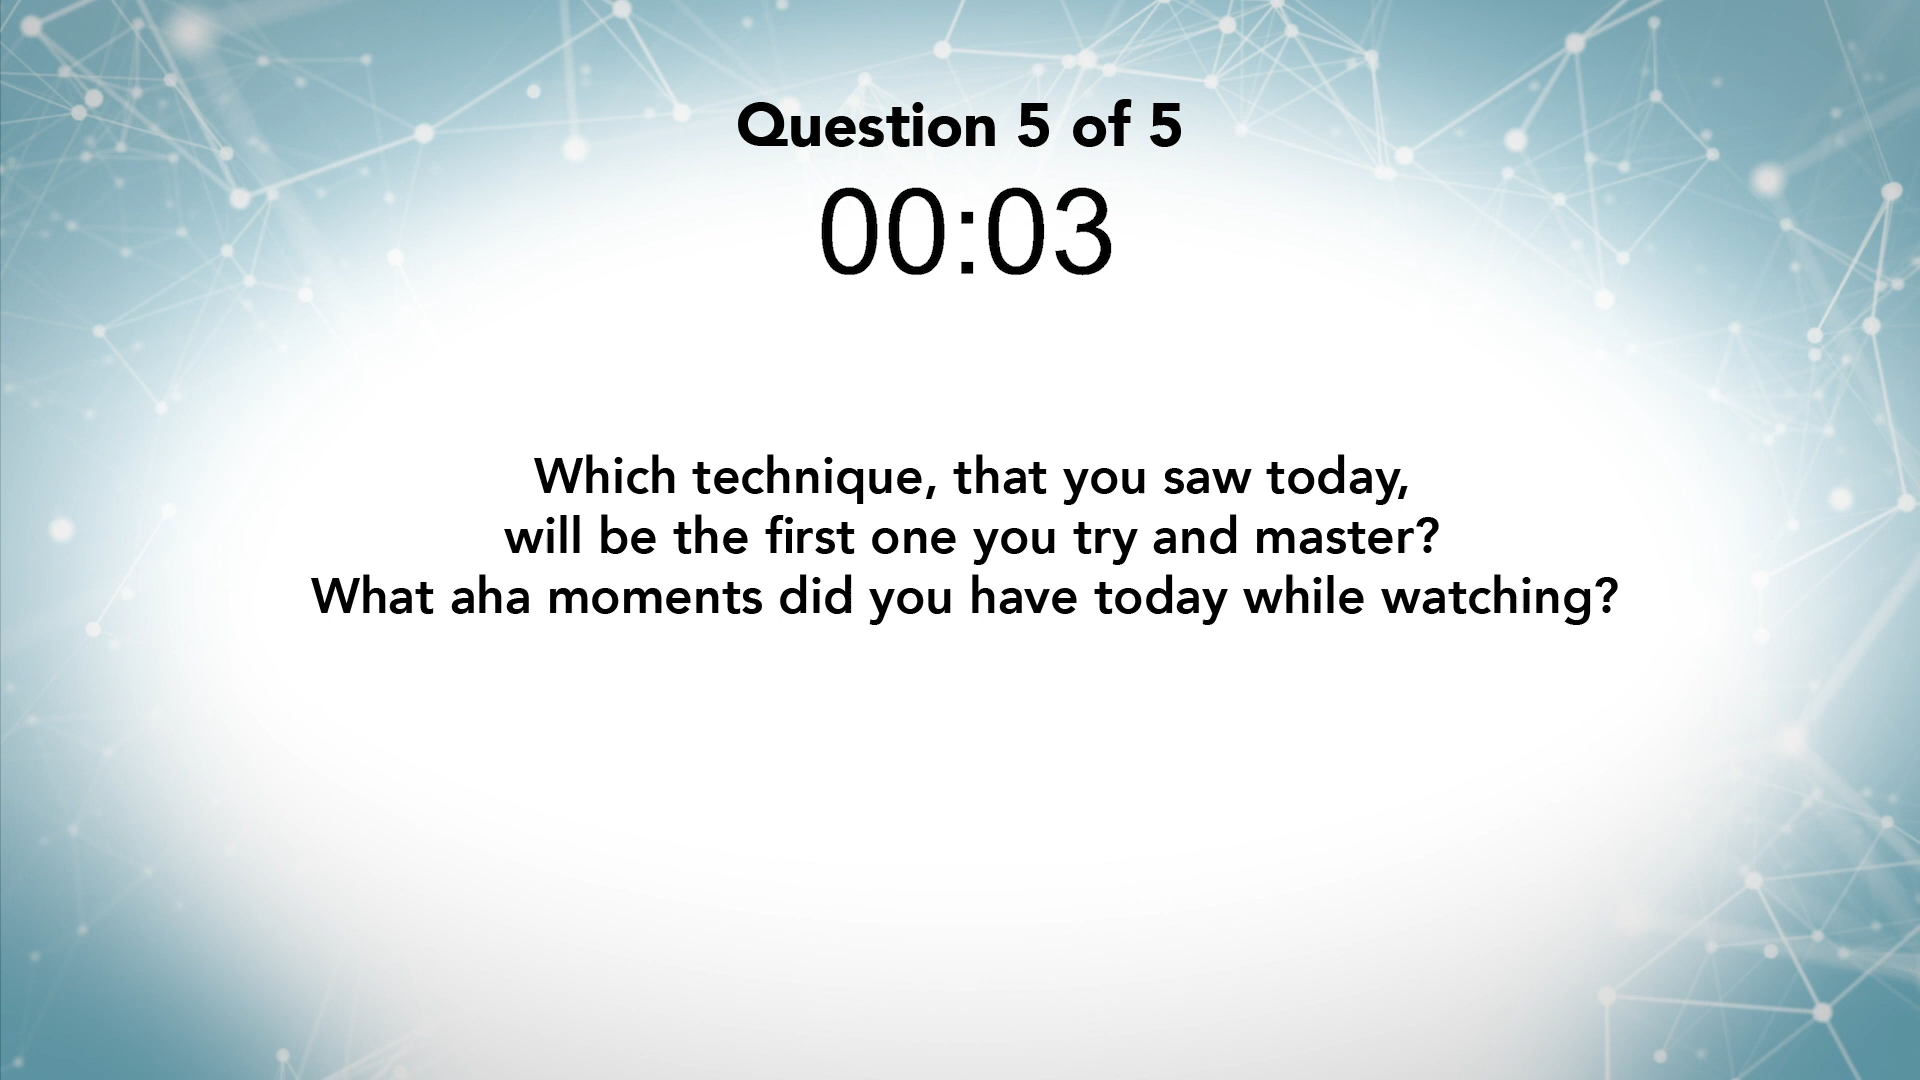 Question 5 of 5
00:03
Which technique, that you saw today,
will be the first one you try and master?
What aha moments did you have today while watching?